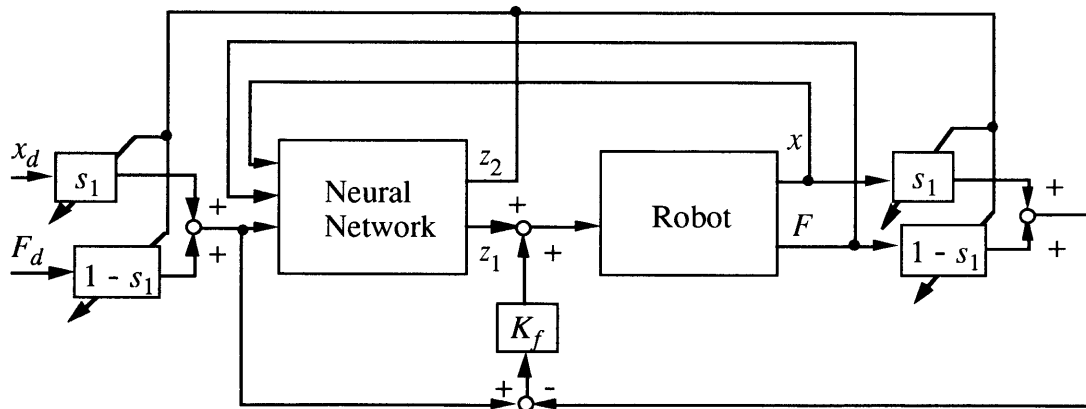 x_d
s_1
+
+
F_d
1 - s_1
Neural
Network
z_2
z_1
+
+
K_f
+
-
Robot
x
F
s_1
1 - s_1
+
+